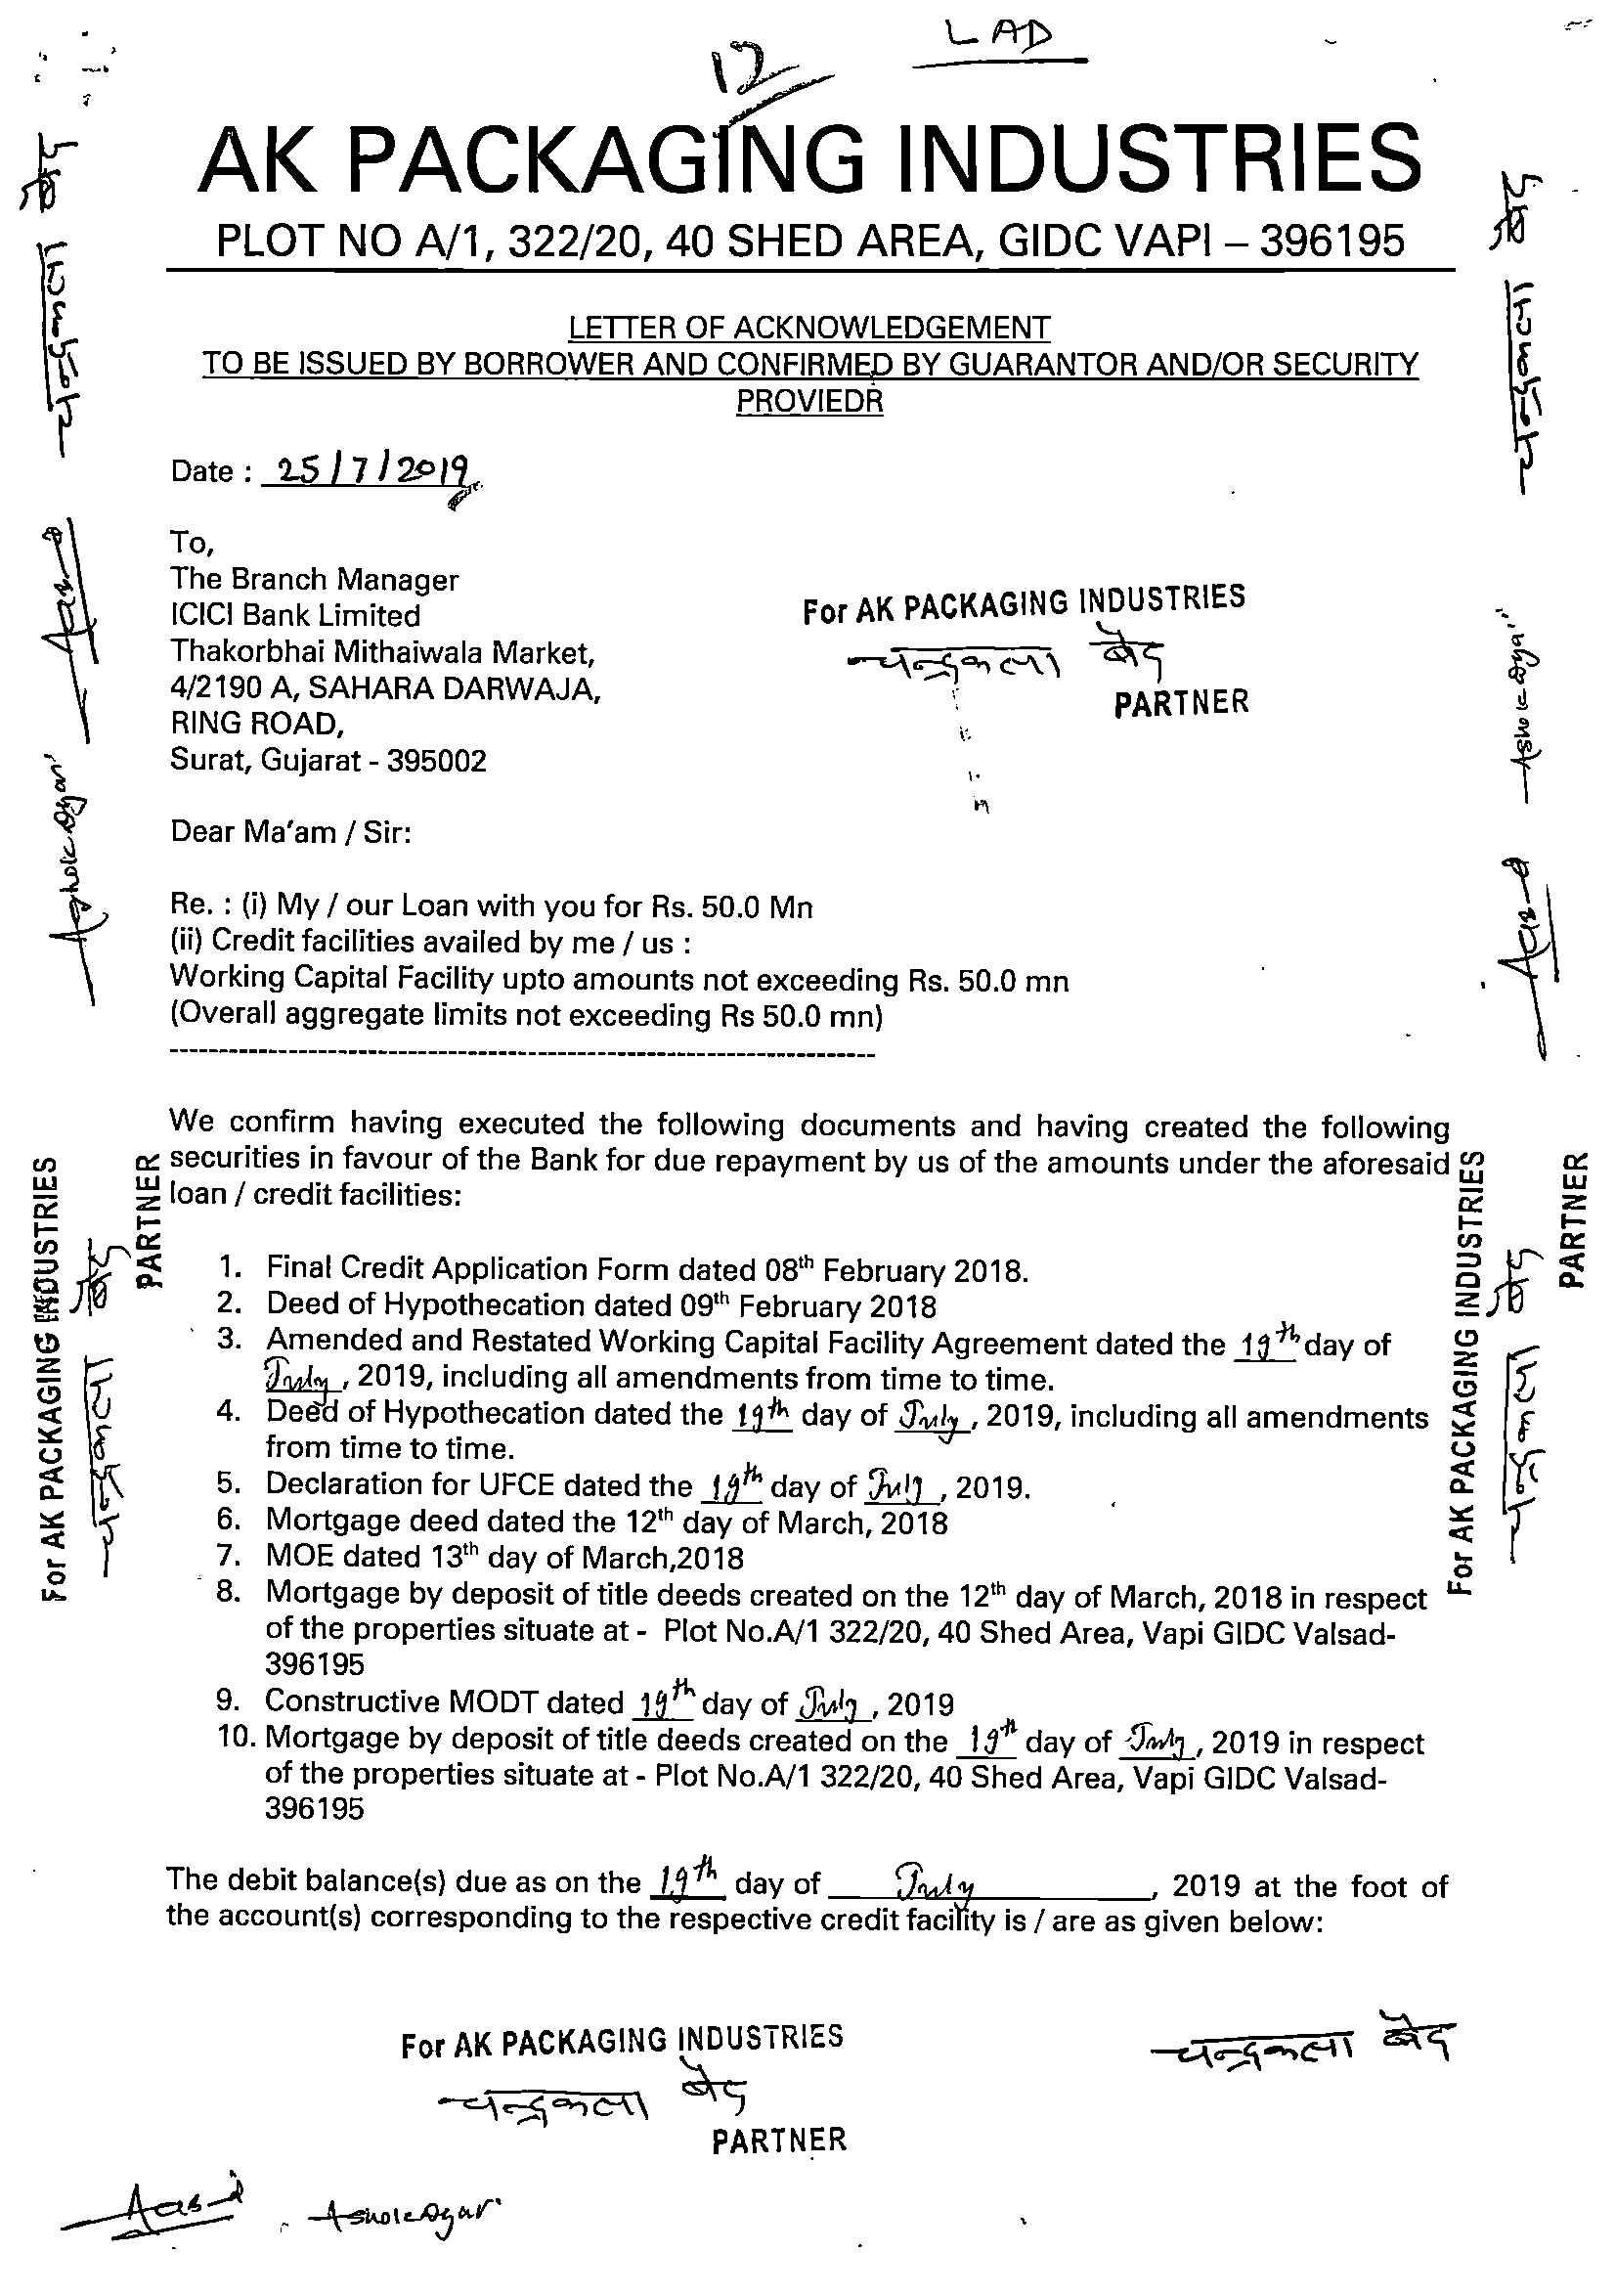 LAD
12
AK PACKAGING INDUSTRIES
PLOT NO A/1, 322/20, 40 SHED AREA, GIDC VAPI – 396195
LETTER OF ACKNOWLEDGEMENT
TO BE ISSUED BY BORROWER AND CONFIRMED BY GUARANTOR AND/OR SECURITY
PROVIEDR
Date : 25/7/2019
To,
The Branch Manager
ICICI Bank Limited
Thakorbhai Mithaiwala Market,
4/2190 A, SAHARA DARWAJA,
RING ROAD,
Surat, Gujarat - 395002
For AK PACKAGING INDUSTRIES
चन्द्रकला बैद
PARTNER
Dear Ma'am / Sir:
Re. : (i) My / our Loan with you for Rs. 50.0 Mn
(ii) Credit facilities availed by me / us :
Working Capital Facility upto amounts not exceeding Rs. 50.0 mn
(Overall aggregate limits not exceeding Rs 50.0 mn)
------------------------------------------------------------------------
We confirm having executed the following documents and having created the following
securities in favour of the Bank for due repayment by us of the amounts under the aforesaid
loan / credit facilities:
1. Final Credit Application Form dated 08th February 2018.
2. Deed of Hypothecation dated 09th February 2018
3. Amended and Restated Working Capital Facility Agreement dated the 19th day of
July, 2019, including all amendments from time to time.
4. Deed of Hypothecation dated the 19th day of July, 2019, including all amendments
from time to time.
5. Declaration for UFCE dated the 19th day of July, 2019.
6. Mortgage deed dated the 12th day of March, 2018
7. MOE dated 13th day of March,2018
8. Mortgage by deposit of title deeds created on the 12th day of March, 2018 in respect
of the properties situate at - Plot No.A/1 322/20, 40 Shed Area, Vapi GIDC Valsad-
396195
9. Constructive MODT dated 19th day of July, 2019
10. Mortgage by deposit of title deeds created on the 19th day of July, 2019 in respect
of the properties situate at - Plot No.A/1 322/20, 40 Shed Area, Vapi GIDC Valsad-
396195
The debit balance(s) due as on the 19th day of July, 2019 at the foot of
the account(s) corresponding to the respective credit facility is / are as given below:
For AK PACKAGING INDUSTRIES
चन्द्रकला बैद
PARTNER
चन्द्रकला बैद
चन्द्रकला बैद
For AK PACKAGING INDUSTRIES
चन्द्रकला बैद
PARTNER
चन्द्रकला बैद
For AK PACKAGING INDUSTRIES
चन्द्रकला बैद
PARTNER